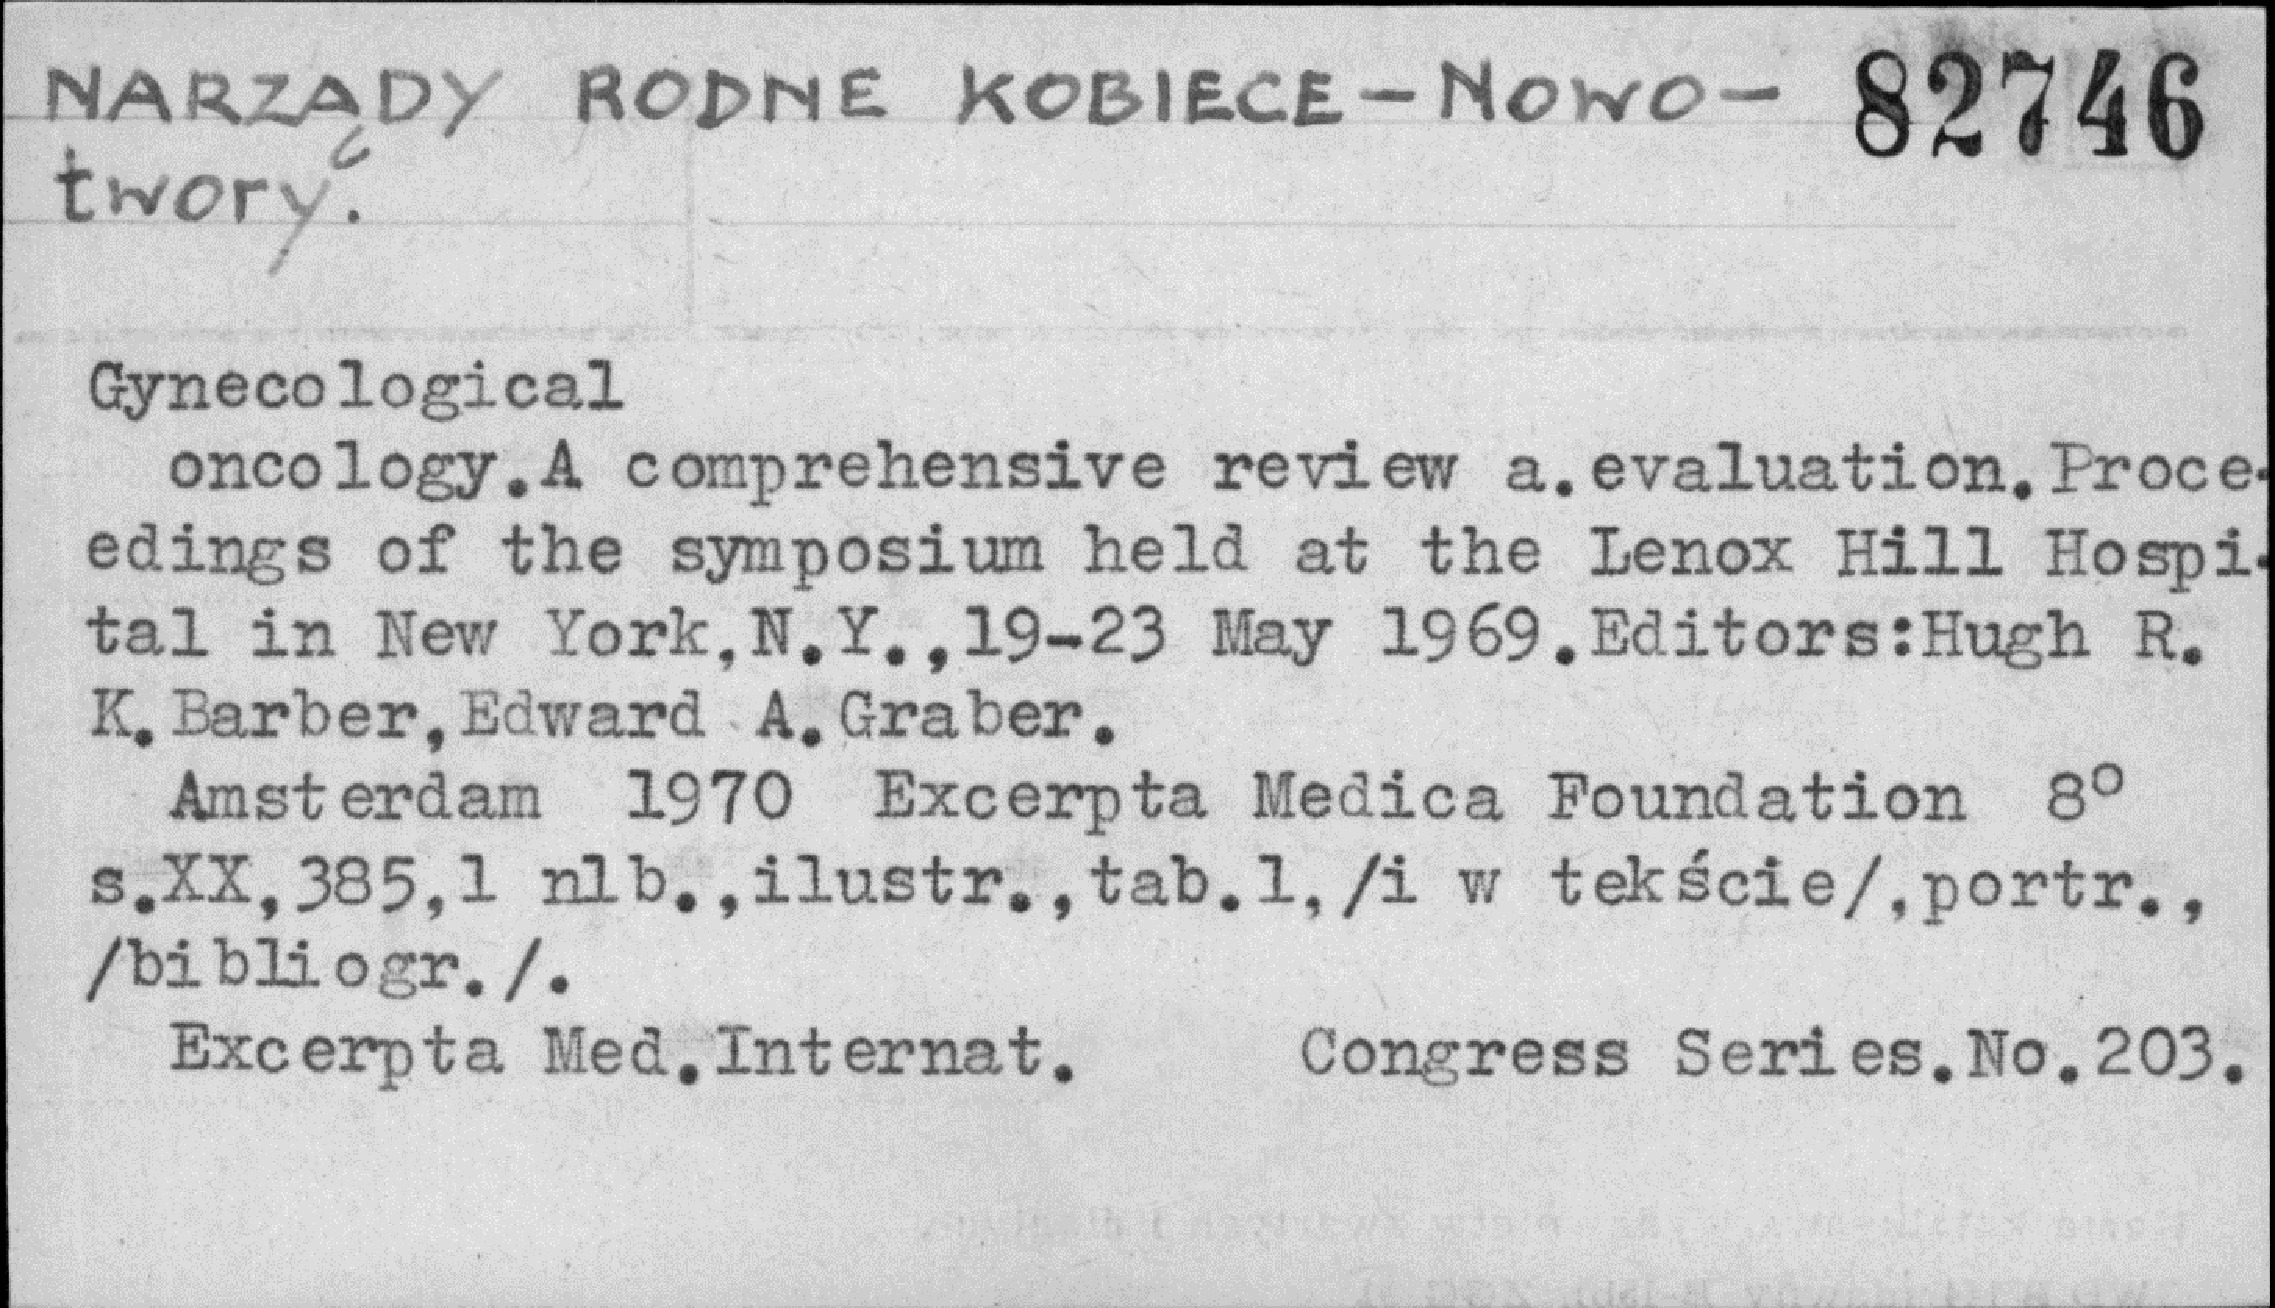 NARZĄDY RODNE KOBIECE - NOWO- 82746
twory.
Gynecological
oncology.A comprehensive review a.evaluation.Proce-
edings of the symposium held at the Lenox Hill Hospi-
tal in New York,N.Y.,19-23 May 1969.Editors:Hugh R.
K.Barber,Edward A.Graber.
Amsterdam 1970 Excerpta Medica Foundation 8°
s.XX,385,1 nlb.,ilustr.,tab.1,/i w tekście/,portr.,
/bibliogr./.
Excerpta Med.Internat. Congress Series.No.203.